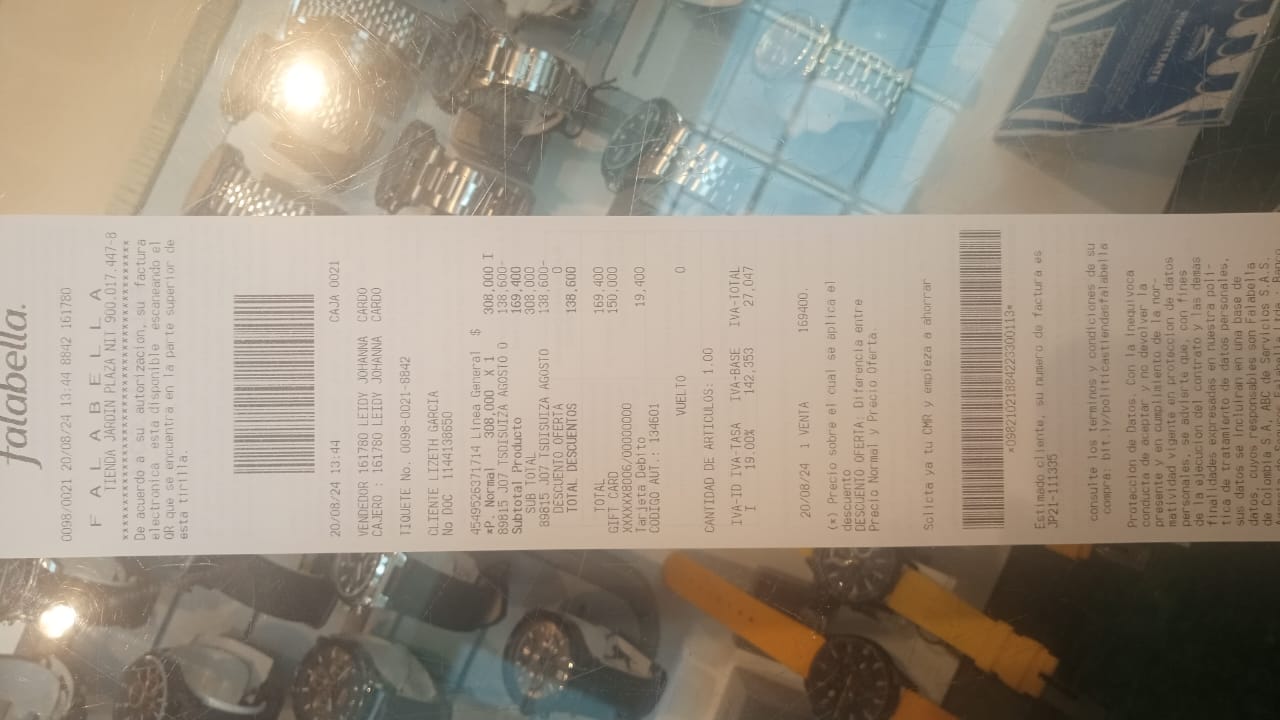 falabella.
0098/0021 20/08/24 13:44 8842 161780
F A L A B E L L A
TIENDA JARDIN PLAZA NIT 900.017.447-8
De acuerdo a su autorizacion, su factura
electronica está disponible escaneando el
QR que se encuentra en la parte superior de
esta tirilla.
20/08/24 13:44 CAJA 0021
VENDEDOR 161780 LEIDY JOHANNA CARDO
CAJERO : 161780 LEIDY JOHANNA CARDO
TIQUETE No. 0098-0021-8842
CLIENTE LIZETH GARCIA
No DOC 1144138650
4549526371714 Linea General $
*P. Normal 308,000 X 1 308,000 I
89815 JO7 TSDISUIZA AGOSTO O 138,600-
Subtotal Producto 169,400
SUB TOTAL 308,000
89815 JO7 TSDISUIZA AGOSTO 138,600-
DESCUENTO OFERTA 0
TOTAL DESCUENTOS 138,600
TOTAL 169,400
GIFT CARD 150,000
XXXXXX8006/00000000
Tarjeta Debito 19,400
CODIGO AUT.: 134601
VUELTO 0
CANTIDAD DE ARTICULOS: 1.00
IVA-ID IVA-TASA IVA-BASE IVA-TOTAL
I 19.00% 142,353 27,047
20/08/24 1 VENTA 169400.
(*) Precio sobre el cual se aplica el
descuento
DESCUENTO OFERTA: Diferencia entre
Precio Normal y Precio Oferta.
Solicita ya tu CMR y empieza a ahorrar
*O98210218842233001 13*
Estimado cliente, su numero de factura es
JP21-111335
consulte los terminos y condiciones de su
compra: bit.ly/politicastiendasfalabella
Proteccion de Datos. Con la inequivoca
conducta de aceptar y no devolver la
presente y en cumplimiento de la nor-
matividad vigente en proteccion de datos
personales, se advierte que, con fines
de la ejecucion del contrato y las demas
finalidades expresadas en nuestra poli-
tica de tratamiento de datos personales,
sus datos se incluiran en una base de
datos, cuyos responsables son Falabella
de Colombia S.A, ABC de Servicios S.A.S.
MONTINNI